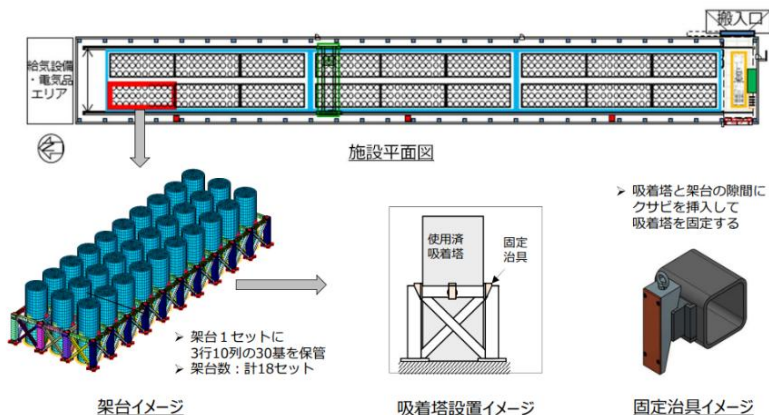 搬入口
給気設備
・電気品
エリア
施設平面図
➢ 吸着塔と架台の隙間に
クサビを挿入して
吸着塔を固定する
使用済
吸着塔
固定
治具
➢ 架台1セットに
3行10列の30基を保管
➢ 架台数:計18セット
架台イメージ
吸着塔設置イメージ
固定治具イメージ